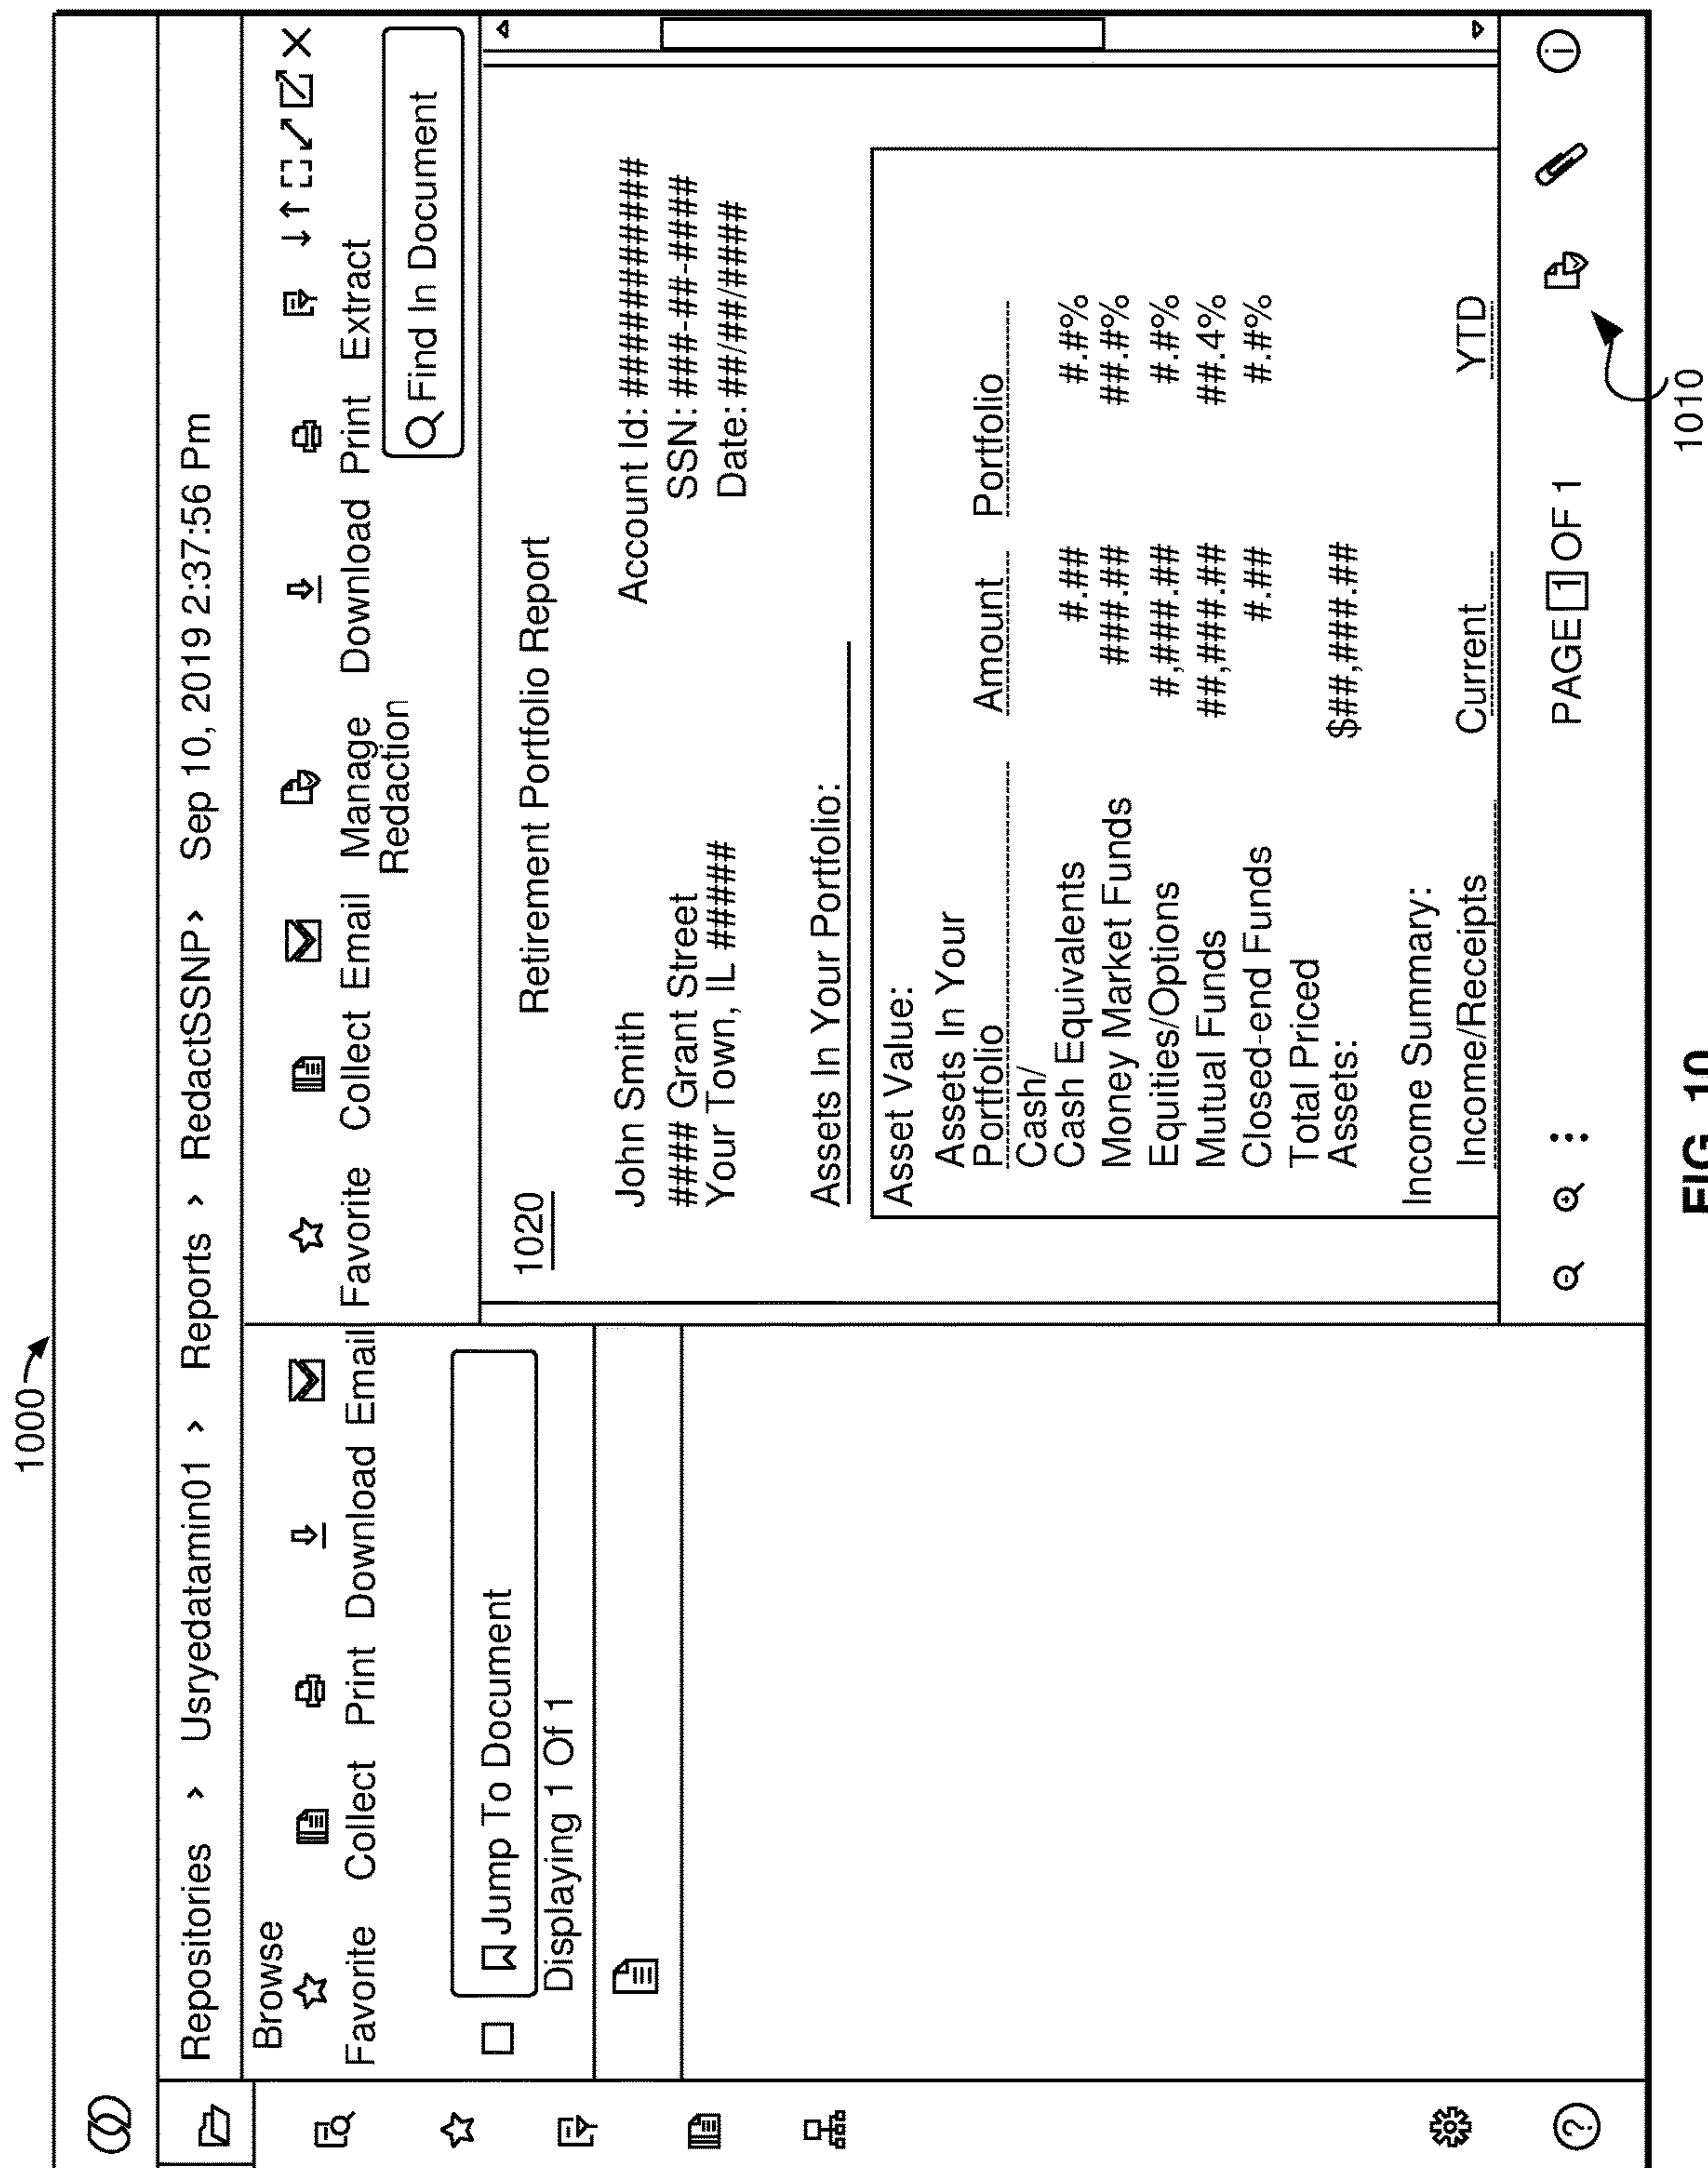 1000
Repositories > Usryedatamin01 > Reports > RedactSSNP> Sep 10, 2019 2:37:56 Pm
Browse
Favorite Collect Print Download Email
Jump To Document
Displaying 1 Of 1
Favorite Collect Email Manage Redaction Download Print Extract
Find In Document
1020
Retirement Portfolio Report
John Smith
#### Grant Street
Your Town, IL #####
Account Id: ############
SSN: ###-##-####
Date: ##/##/####
Assets In Your Portfolio:
Asset Value:
Assets In Your
Portfolio Amount Portfolio
Cash/
Cash Equivalents #.## #.#%
Money Market Funds ###.## ##.#%
Equities/Options #,###.## #.#%
Mutual Funds ##,###.## ##.4%
Closed-end Funds #.## #.#%
Total Priced
Assets: $##,###.##
Income Summary:
Income/Receipts Current YTD
PAGE 1 OF 1
1010
FIG. 10